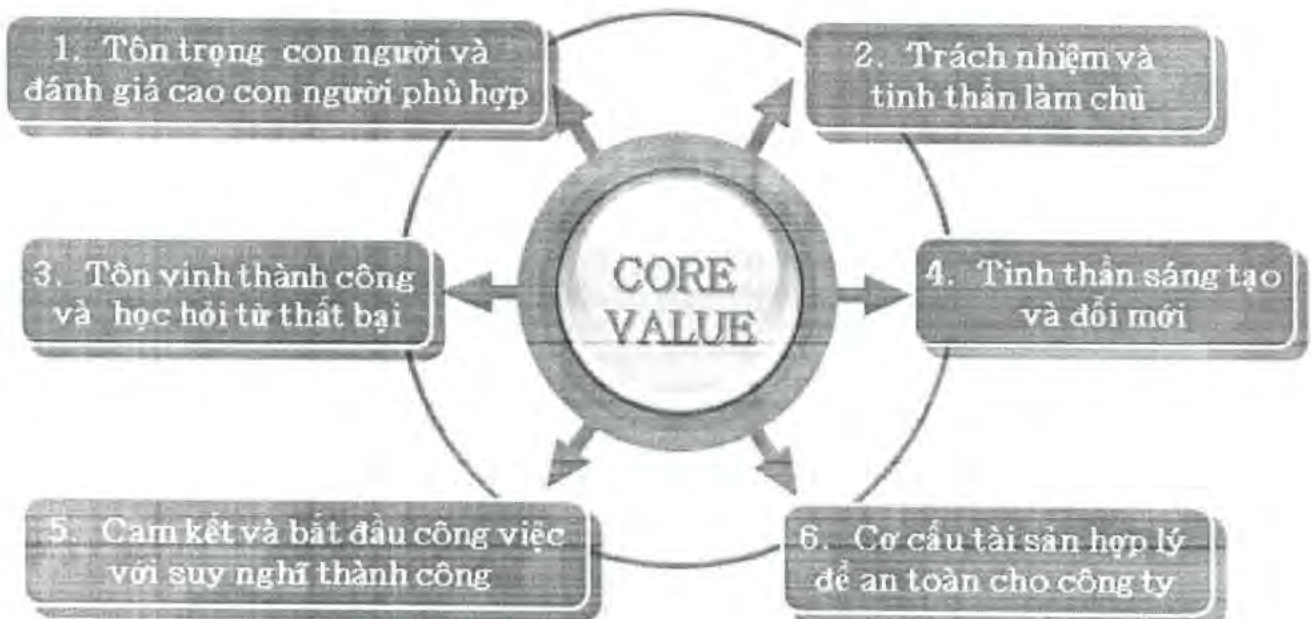 1. Tôn trọng con người và
đánh giá cao con người phù hợp
2. Trách nhiệm và
tinh thần làm chủ
3. Tôn vinh thành công
và học hỏi từ thất bại
CORE
VALUE
4. Tinh thần sáng tạo
và đổi mới
5. Cam kết và bắt đầu công việc
với suy nghĩ thành công
6. Cơ cấu tài sản hợp lý
để an toàn cho công ty